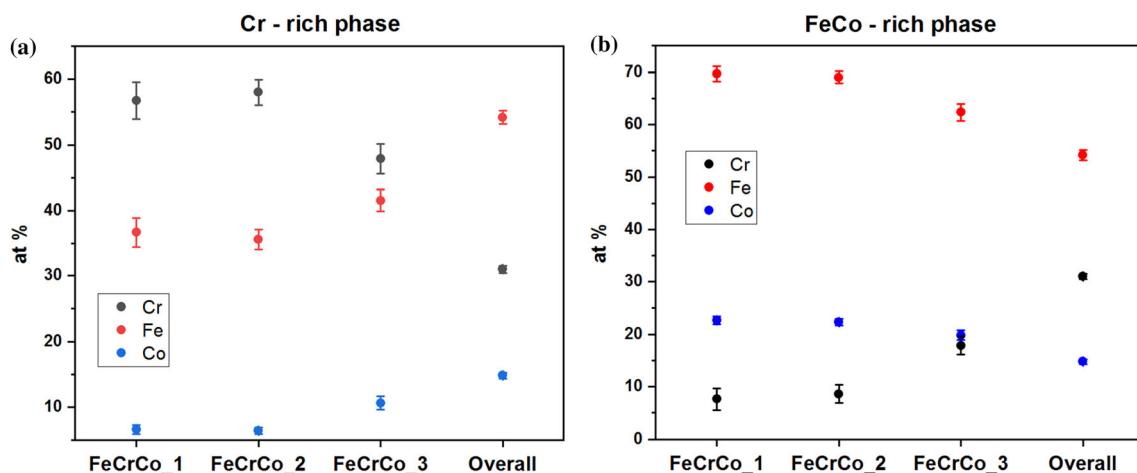 Cr - rich phase
(a)
at %
60
50
40
30
20
10
Cr
Fe
Co
FeCrCo_1 FeCrCo_2 FeCrCo_3 Overall
FeCo - rich phase
(b)
at %
70
60
50
40
30
20
10
0
Cr
Fe
Co
FeCrCo_1 FeCrCo_2 FeCrCo_3 Overall